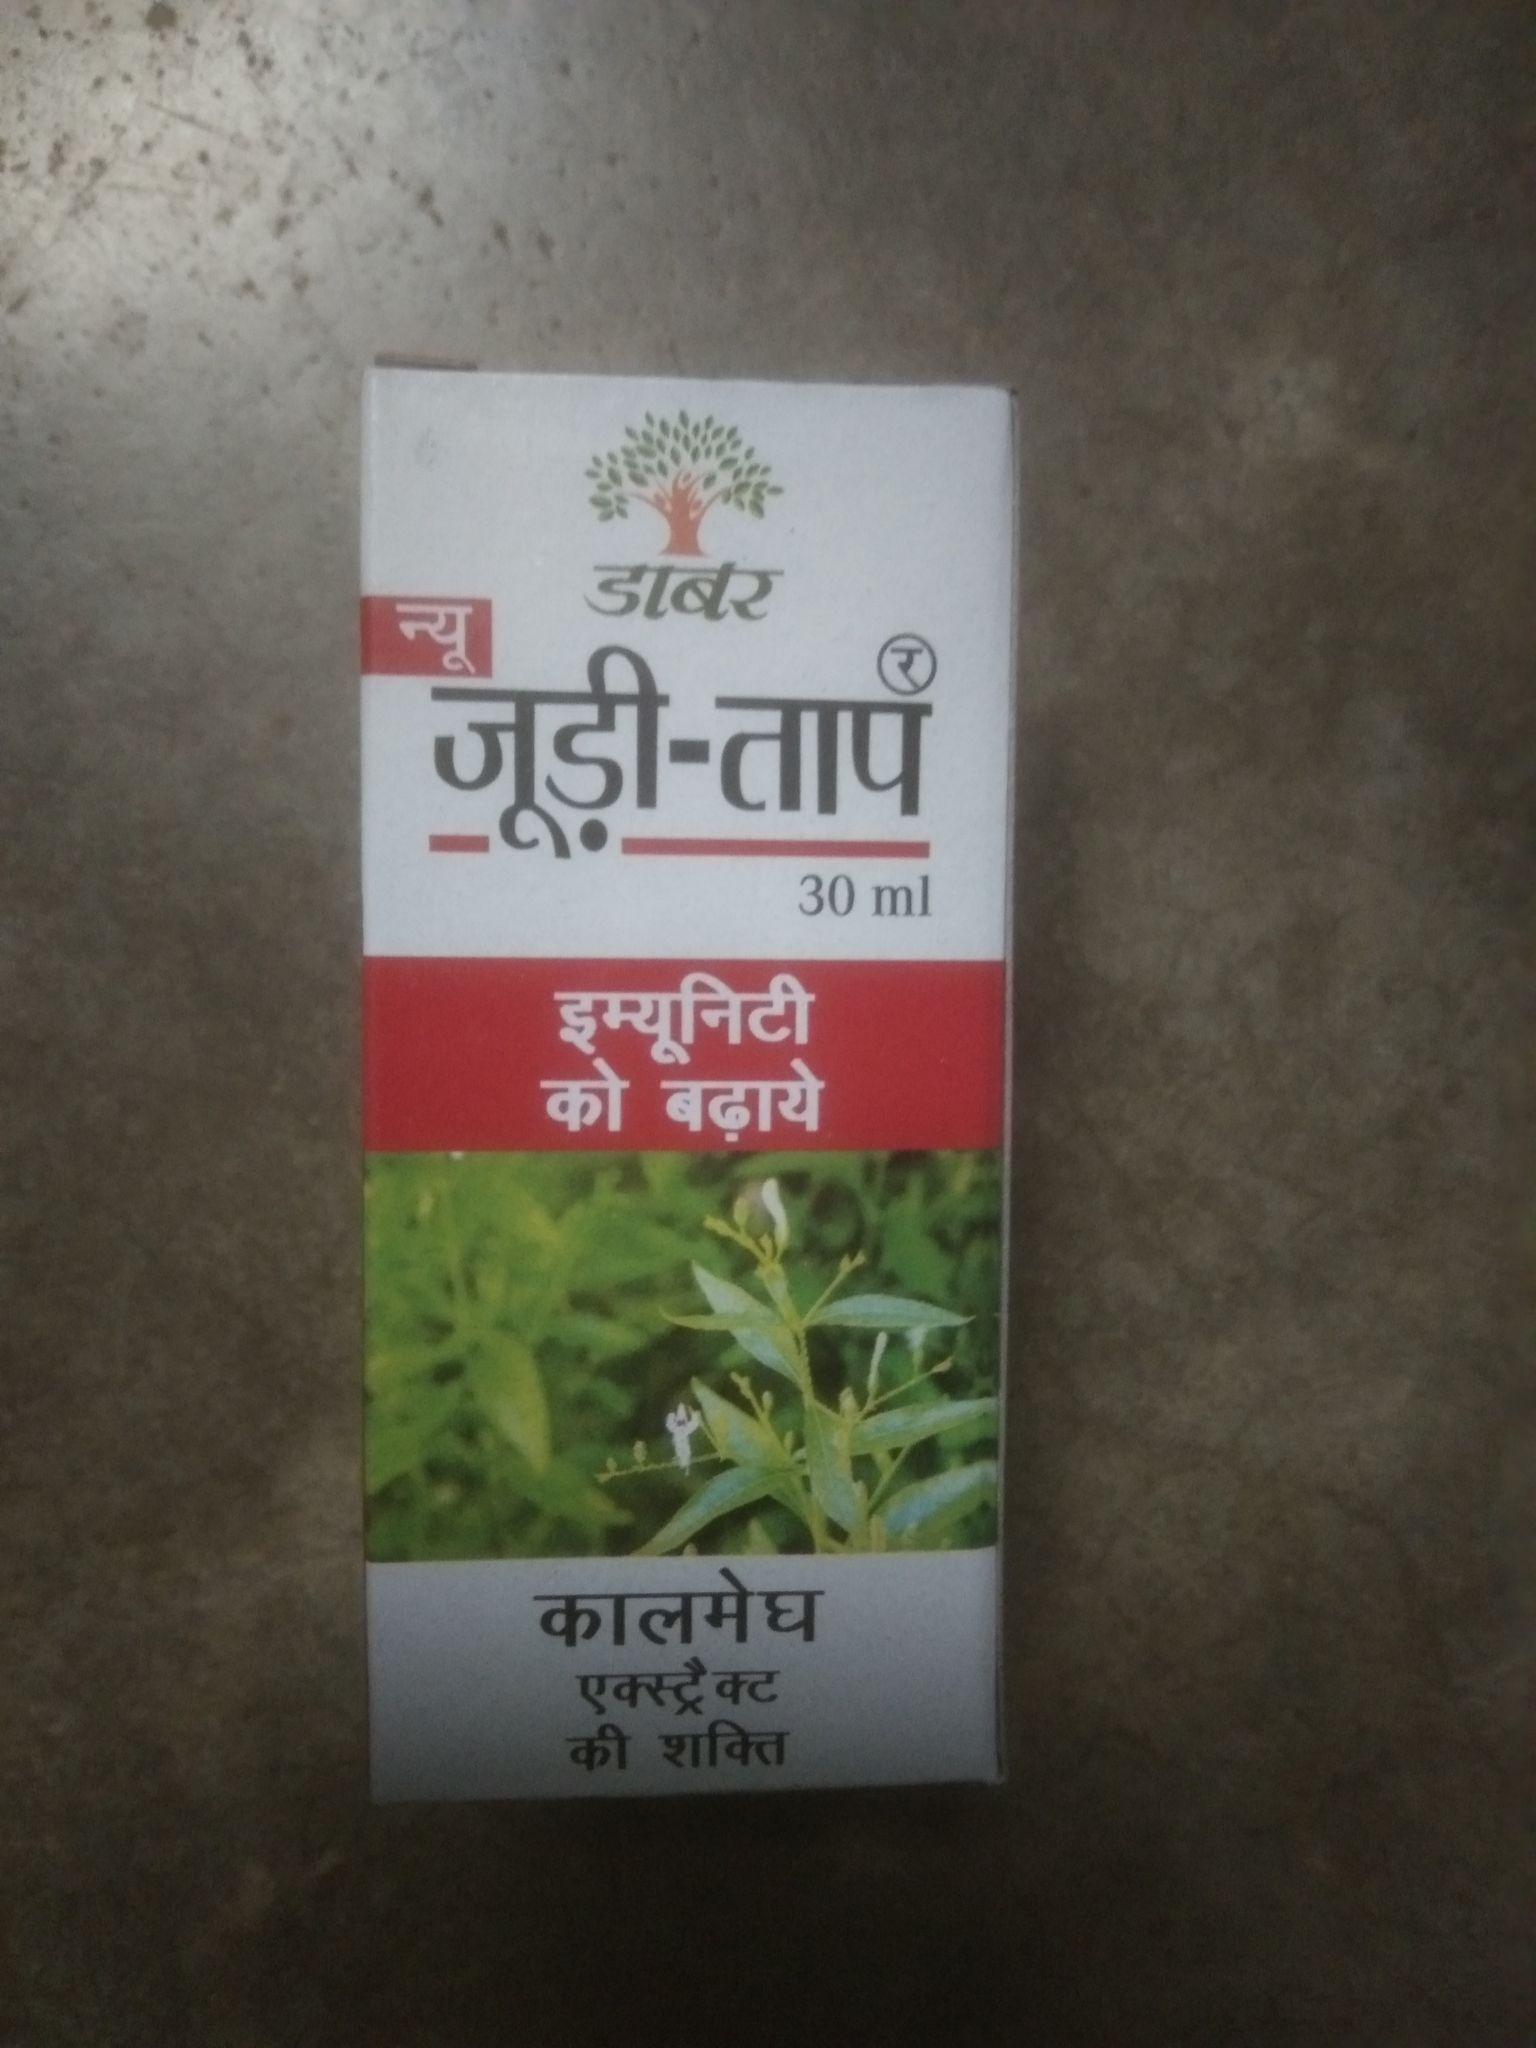 डाबर
न्यू
जूड़ी-ताप र
30 ml
इम्यूनिटी
को बढ़ाये
कालमेघ
एक्स्ट्रैक्ट
की शक्ति